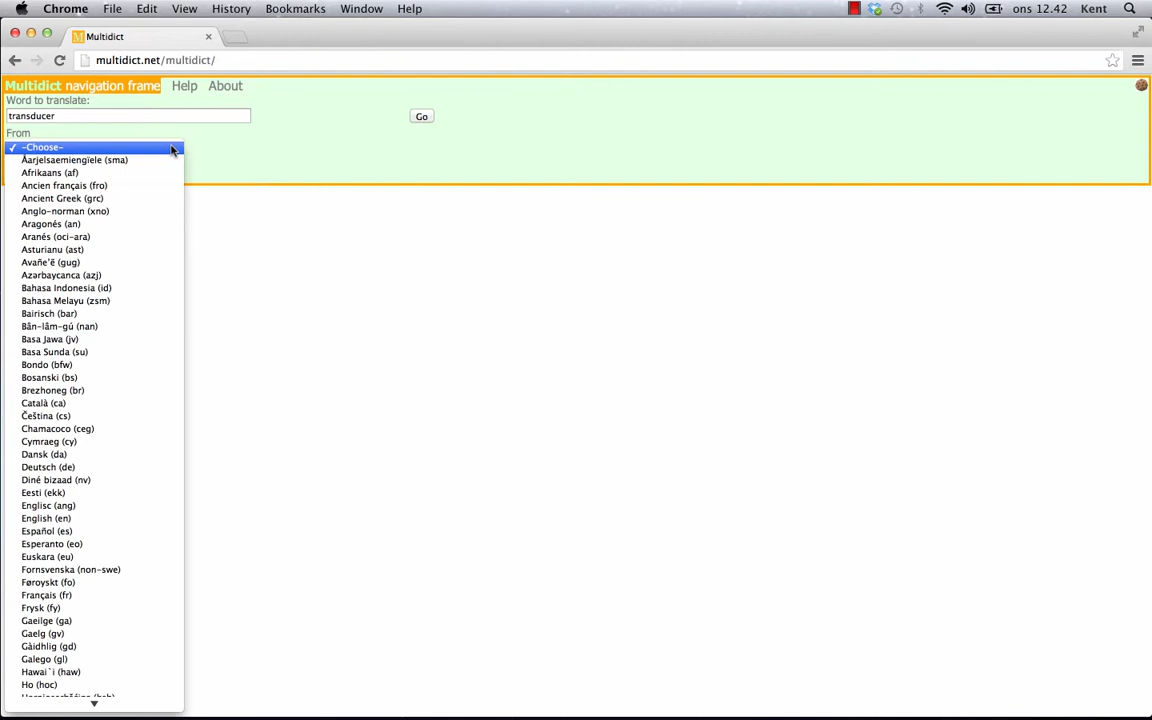 Chrome File Edit View History Bookmarks Window Help ons 12.42 Kent
Multidict
multidict.net/multidict/
Multidict navigation frame Help About
Word to translate:
transducer Go
From
-Choose-
Åarjelsaemiengïele (sma)
Afrikaans (af)
Ancien français (fro)
Ancient Greek (grc)
Anglo-norman (xno)
Aragonés (an)
Aranés (oci-ara)
Asturianu (ast)
Avañe'ẽ (gug)
Azərbaycanca (azj)
Bahasa Indonesia (id)
Bahasa Melayu (zsm)
Bairisch (bar)
Bân-lâm-gú (nan)
Basa Jawa (jv)
Basa Sunda (su)
Bondo (bfw)
Bosanski (bs)
Brezhoneg (br)
Català (ca)
Čeština (cs)
Chamacoco (ceg)
Cymraeg (cy)
Dansk (da)
Deutsch (de)
Diné bizaad (nv)
Eesti (ekk)
Englisc (ang)
English (en)
Español (es)
Esperanto (eo)
Euskara (eu)
Fornsvenska (non-swe)
Føroyskt (fo)
Français (fr)
Frysk (fy)
Gaeilge (ga)
Gaelg (gv)
Gàidhlig (gd)
Galego (gl)
Hawai`i (haw)
Ho (hoc)